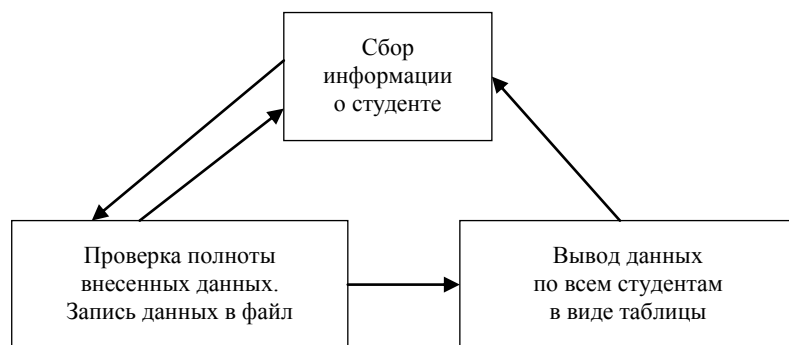 Сбор
информации
о студенте
Проверка полноты
внесенных данных.
Запись данных в файл
Вывод данных
по всем студентам
в виде таблицы